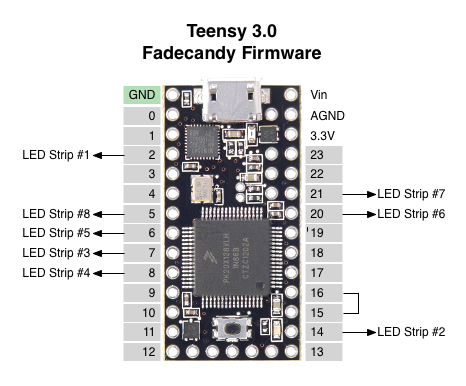 Teensy 3.0
Fadecandy Firmware
GND
Vin
0
AGND
1
3.3V
LED Strip #1
2
23
3
22
4
21
LED Strip #7
LED Strip #8
5
20
LED Strip #6
LED Strip #5
6
19
LED Strip #3
7
18
LED Strip #4
8
17
9
16
10
15
11
14
LED Strip #2
12
13
PK20X128VLH
1N86B
CTZC1202A